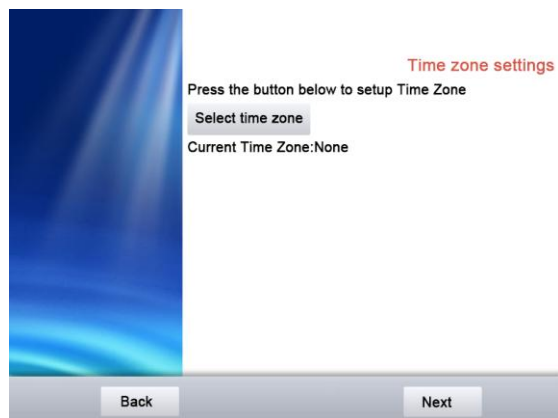 Time zone settings
Press the button below to setup Time Zone
Select time zone
Current Time Zone:None
Back Next